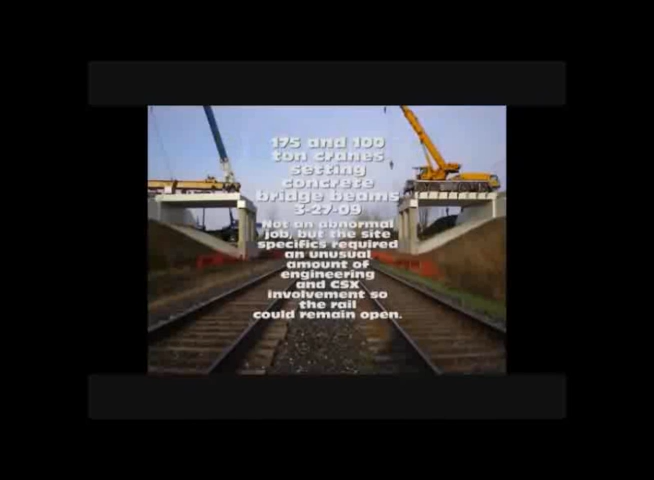 175 and 100
ton cranes
setting
concrete
bridge beams
3-27-09
Not an abnormal
job, but the site
specifics required
an unusual
amount of
engineering
and CSX
involvement so
the rail
could remain open.